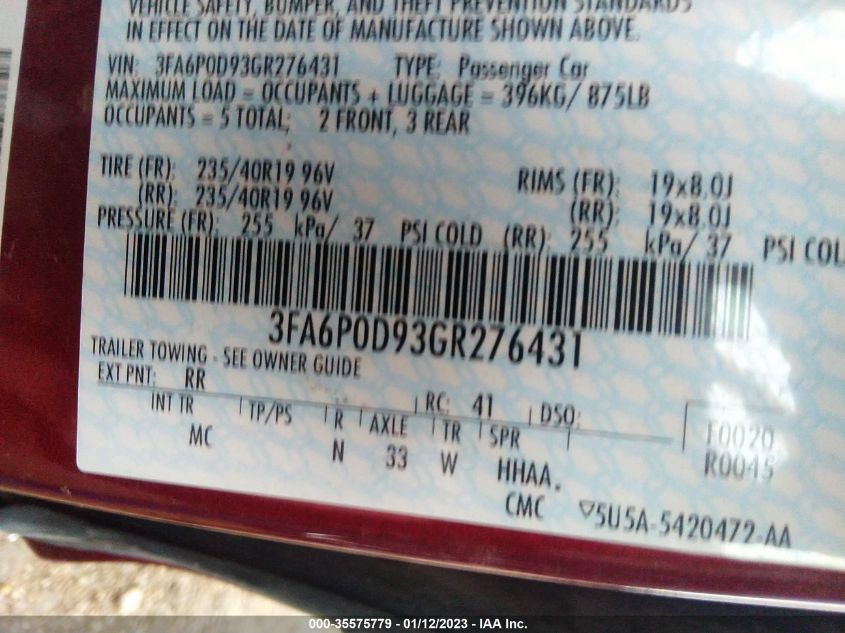 VEHICLE SAFETY, BUMPER, AND THEFT PREVENTION STANDARDS
IN EFFECT ON THE DATE OF MANUFACTURE SHOWN ABOVE.
VIN: 3FA6P0D93GR276431 TYPE: Passenger Car
MAXIMUM LOAD = OCCUPANTS + LUGGAGE = 396KG/ 875LB
OCCUPANTS = 5 TOTAL; 2 FRONT, 3 REAR
TIRE (FR): 235/40R19 96V RIMS (FR): 19x8.0J
(RR): 235/40R19 96V (RR): 19x8.0J
PRESSURE (FR): 255 kPa/ 37 PSI COLD (RR): 255 kPa/ 37 PSI COL
3FA6P0D93GR276431
TRAILER TOWING - SEE OWNER GUIDE
EXT PNT: RR RC: 41 DSO:
INT TR TP/PS R AXLE TR SPR F0020
MC N 33 W HHAA. R0045
CMC ▽5U5A-5420472-AA
000-35575779 - 01/12/2023 - IAA Inc.